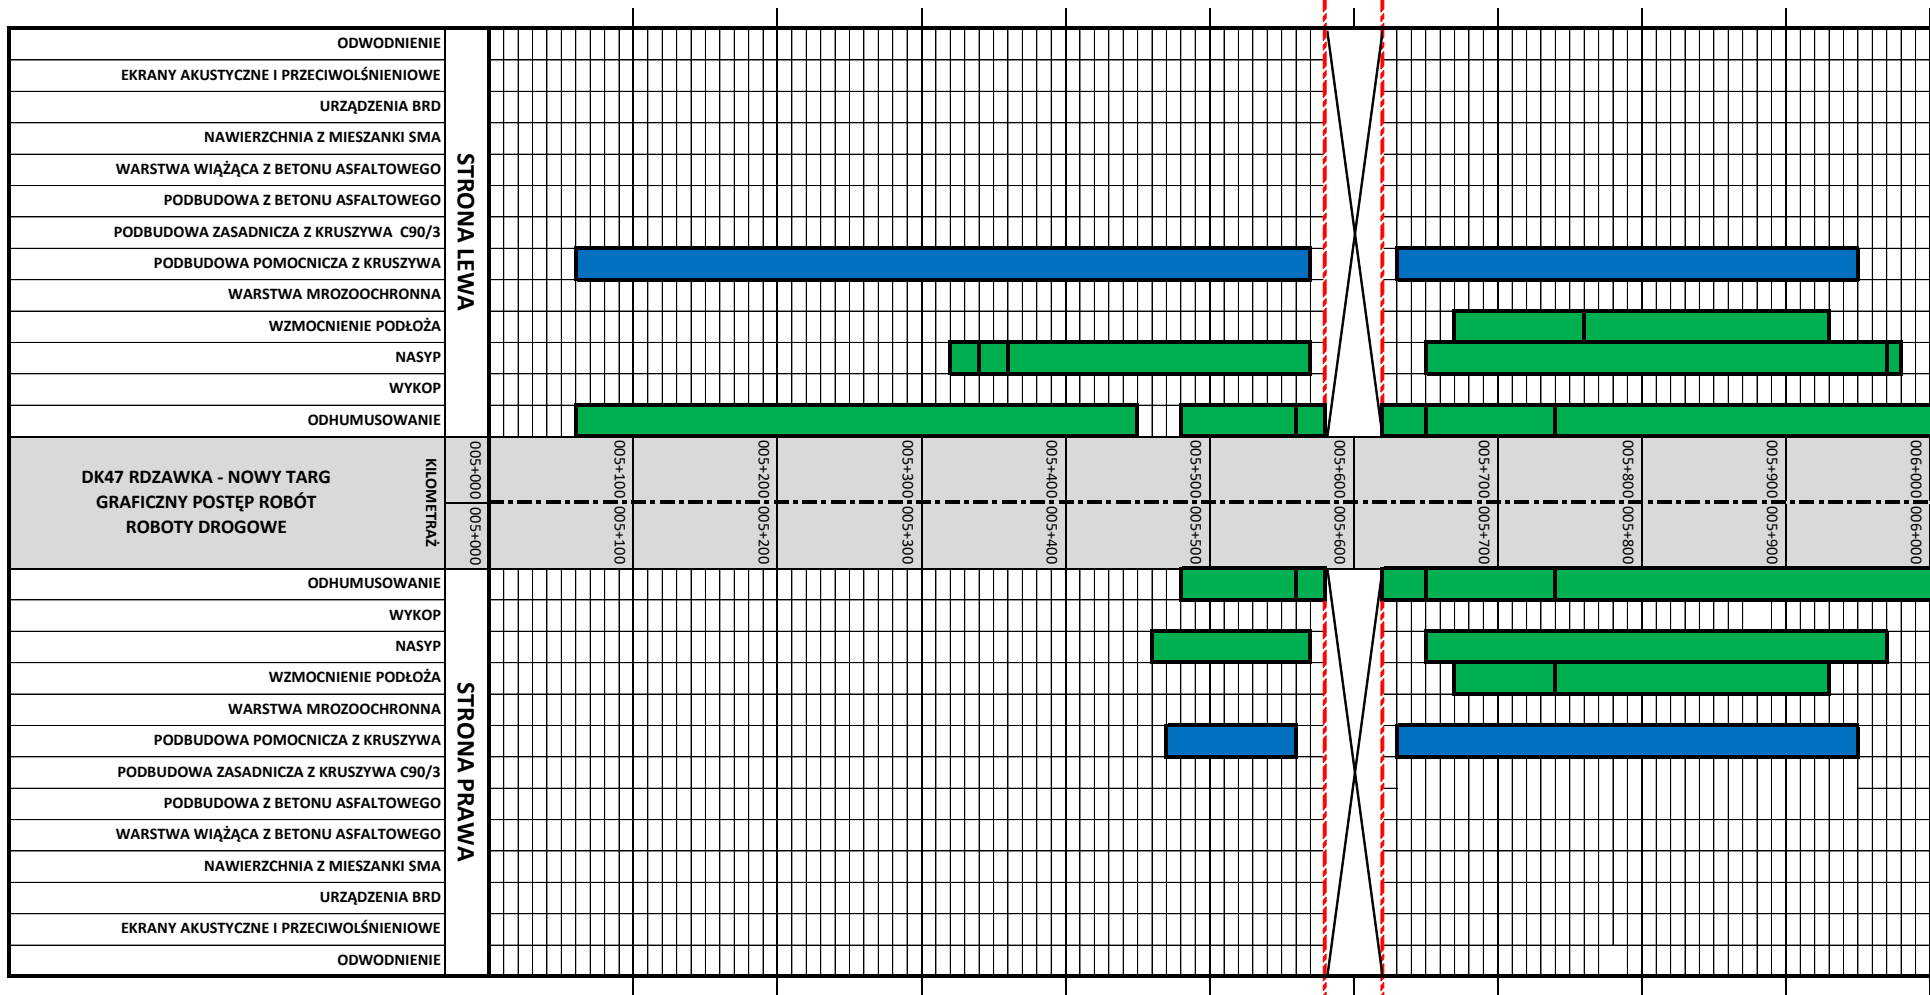 ODWODNIENIE
EKRANY AKUSTYCZNE I PRZECIWOLŚNIENIOWE
URZĄDZENIA BRD
NAWIERZCHNIA Z MIESZANKI SMA
WARSTWA WIĄŻĄCA Z BETONU ASFALTOWEGO
PODBUDOWA Z BETONU ASFALTOWEGO
PODBUDOWA ZASADNICZA Z KRUSZYWA C90/3
PODBUDOWA POMOCNICZA Z KRUSZYWA
WARSTWA MROZOOCHRONNA
WZMOCNIENIE PODŁOŻA
NASYP
WYKOP
ODHUMUSOWANIE
STRONA LEWA
DK47 RDZAWKA - NOWY TARG
GRAFICZNY POSTĘP ROBÓT
ROBOTY DROGOWE
KILOMETRAŻ
005+000 005+100 005+200 005+300 005+400 005+500 005+600 005+700 005+800 005+900 006+000
005+000 005+100 005+200 005+300 005+400 005+500 005+600 005+700 005+800 005+900 006+000
ODHUMUSOWANIE
WYKOP
NASYP
WZMOCNIENIE PODŁOŻA
WARSTWA MROZOOCHRONNA
PODBUDOWA POMOCNICZA Z KRUSZYWA
PODBUDOWA ZASADNICZA Z KRUSZYWA C90/3
PODBUDOWA Z BETONU ASFALTOWEGO
WARSTWA WIĄŻĄCA Z BETONU ASFALTOWEGO
NAWIERZCHNIA Z MIESZANKI SMA
URZĄDZENIA BRD
EKRANY AKUSTYCZNE I PRZECIWOLŚNIENIOWE
ODWODNIENIE
STRONA PRAWA